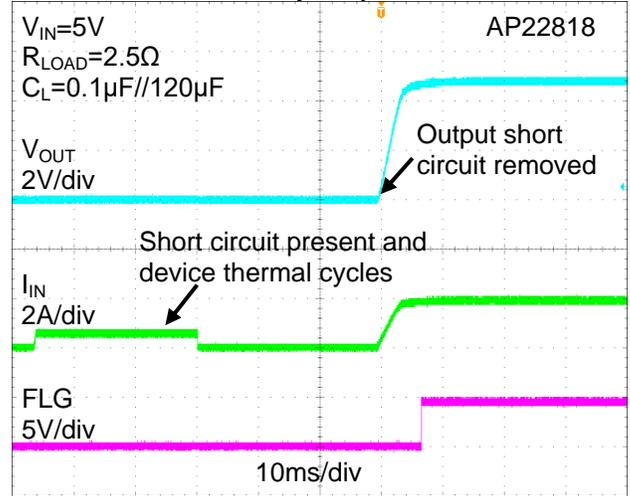 V_IN=5V
AP22818
R_LOAD=2.5Ω
C_L=0.1µF//120µF
V_OUT
2V/div
Output short
circuit removed
Short circuit present and
device thermal cycles
I_IN
2A/div
FLG
5V/div
10ms/div